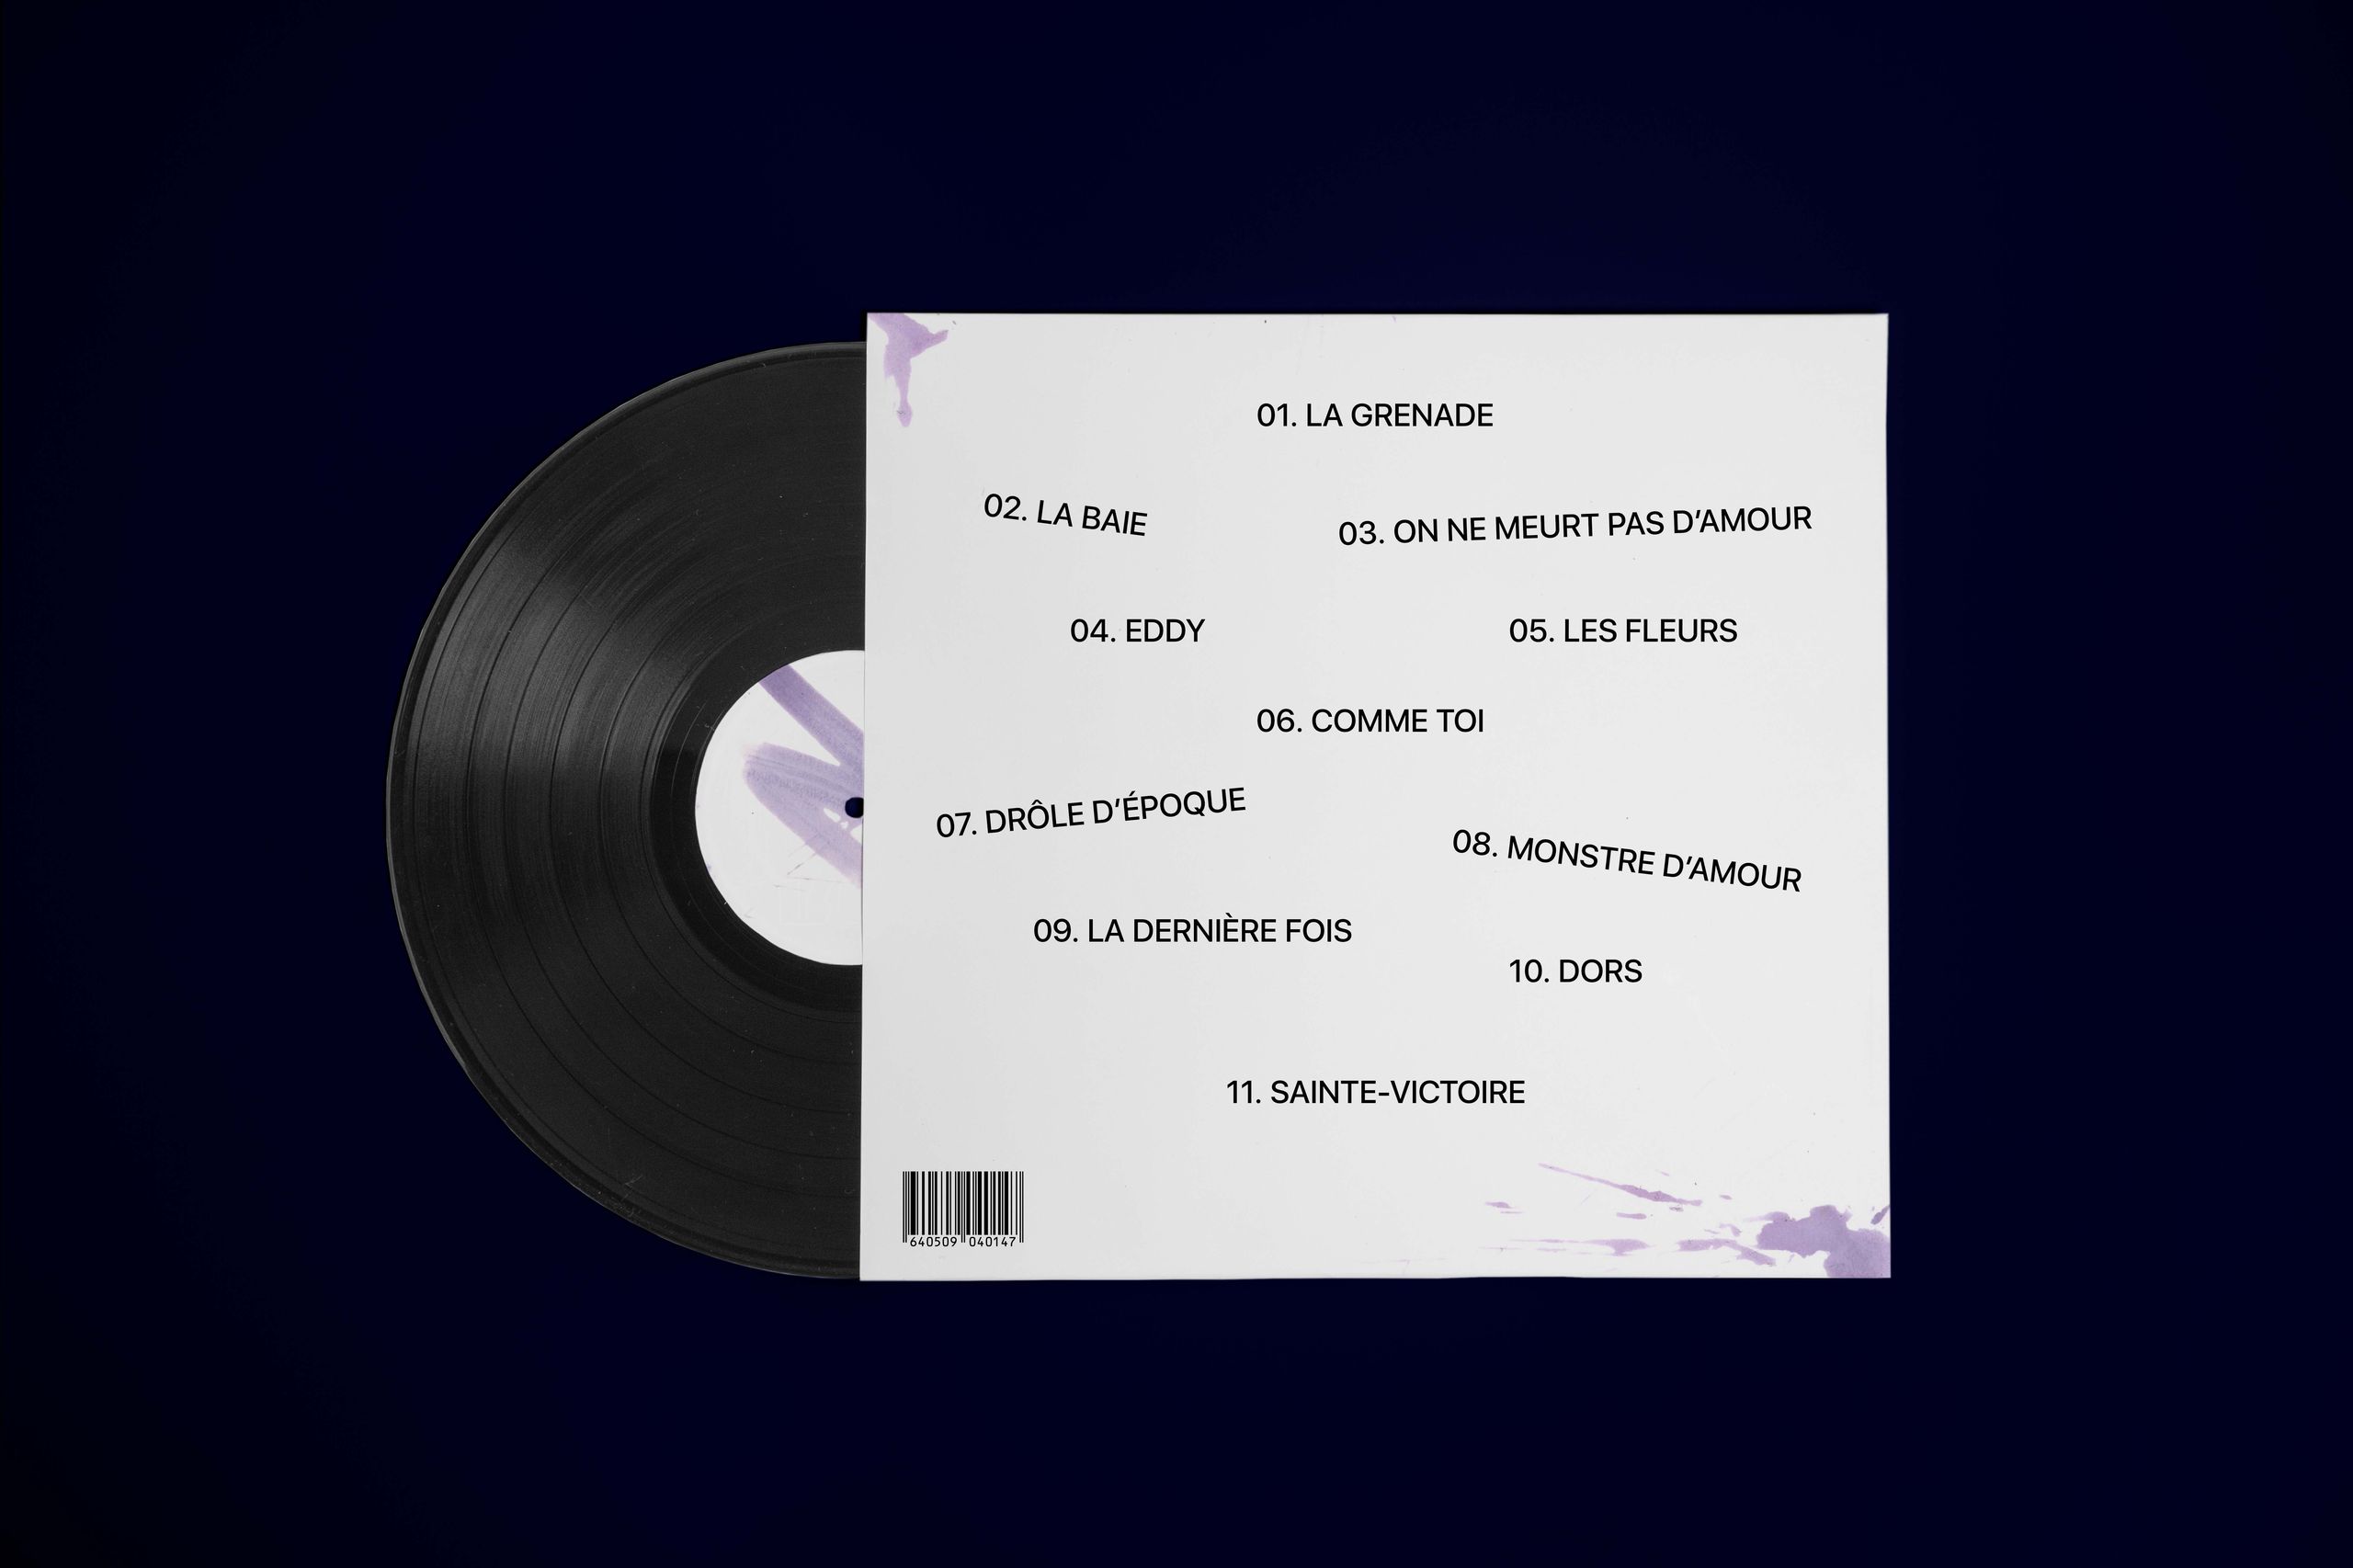 01. LA GRENADE
02. LA BAIE
03. ON NE MEURT PAS D’AMOUR
04. EDDY
05. LES FLEURS
06. COMME TOI
07. DRÔLE D’ÉPOQUE
08. MONSTRE D’AMOUR
09. LA DERNIÈRE FOIS
10. DORS
11. SAINTE-VICTOIRE
640509 040147